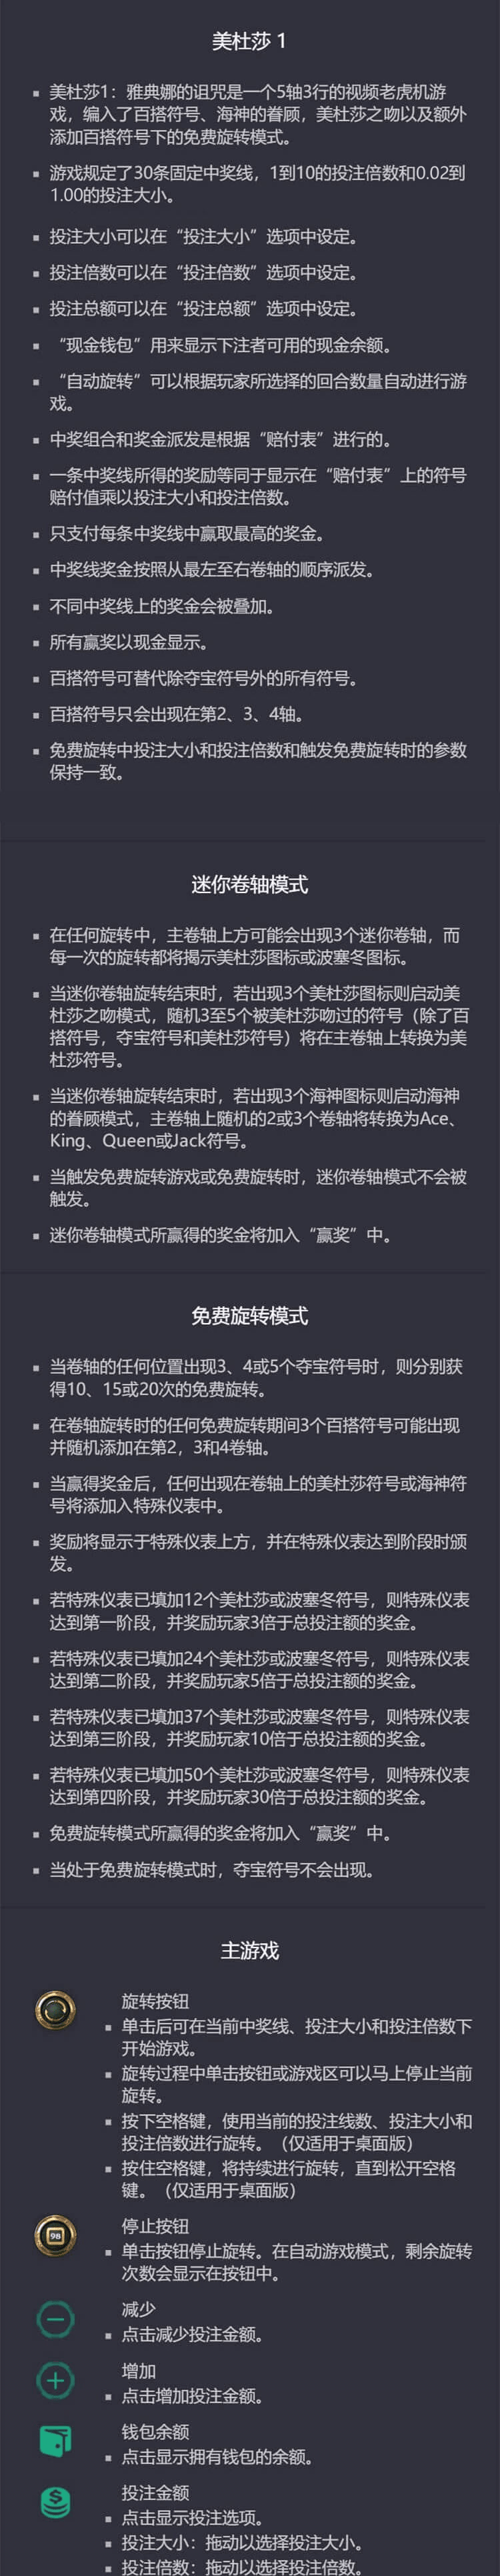 美杜莎 1
▪ 美杜莎1：雅典娜的诅咒是一个5轴3行的视频老虎机游
戏，编入了百搭符号、海神的眷顾，美杜莎之吻以及额外
添加百搭符号下的免费旋转模式。
▪ 游戏规定了30条固定中奖线，1到10的投注倍数和0.02到
1.00的投注大小。
▪ 投注大小可以在“投注大小”选项中设定。
▪ 投注倍数可以在“投注倍数”选项中设定。
▪ 投注总额可以在“投注总额”选项中设定。
▪ “现金钱包”用来显示下注者可用的现金余额。
▪ “自动旋转”可以根据玩家所选择的回合数量自动进行游
戏。
▪ 中奖组合和奖金派发是根据“赔付表”进行的。
▪ 一条中奖线所得的奖励等同于显示在“赔付表”上的符号
赔付值乘以投注大小和投注倍数。
▪ 只支付每条中奖线中赢取最高的奖金。
▪ 中奖线奖金按照从最左至右卷轴的顺序派发。
▪ 不同中奖线上的奖金会被叠加。
▪ 所有赢奖以现金显示。
▪ 百搭符号可替代除夺宝符号外的所有符号。
▪ 百搭符号只会出现在第2、3、4轴。
▪ 免费旋转中投注大小和投注倍数和触发免费旋转时的参数
保持一致。
迷你卷轴模式
▪ 在任何旋转中，主卷轴上方可能会出现3个迷你卷轴，而
每一次的旋转都将揭示美杜莎图标或波塞冬图标。
▪ 当迷你卷轴旋转结束时，若出现3个美杜莎图标则启动美
杜莎之吻模式，随机3至5个被美杜莎吻过的符号（除了百
搭符号，夺宝符号和美杜莎符号）将在主卷轴上转换为美
杜莎符号。
▪ 当迷你卷轴旋转结束时，若出现3个海神图标则启动海神
的眷顾模式，主卷轴上随机的2或3个卷轴将转换为Ace、
King、Queen或Jack符号。
▪ 当触发免费旋转游戏或免费旋转时，迷你卷轴模式不会被
触发。
▪ 迷你卷轴模式所赢得的奖金将加入“赢奖”中。
免费旋转模式
▪ 当卷轴的任何位置出现3、4或5个夺宝符号时，则分别获
得10、15或20次的免费旋转。
▪ 在卷轴旋转时的任何免费旋转期间3个百搭符号可能出现
并随机添加在第2，3和4卷轴。
▪ 当赢得奖金后，任何出现在卷轴上的美杜莎符号或海神符
号将添加入特殊仪表中。
▪ 奖励将显示于特殊仪表上方，并在特殊仪表达到阶段时颁
发。
▪ 若特殊仪表已填加12个美杜莎或波塞冬符号，则特殊仪表
达到第一阶段，并奖励玩家3倍于总投注额的奖金。
▪ 若特殊仪表已填加24个美杜莎或波塞冬符号，则特殊仪表
达到第二阶段，并奖励玩家5倍于总投注额的奖金。
▪ 若特殊仪表已填加37个美杜莎或波塞冬符号，则特殊仪表
达到第三阶段，并奖励玩家10倍于总投注额的奖金。
▪ 若特殊仪表已填加50个美杜莎或波塞冬符号，则特殊仪表
达到第四阶段，并奖励玩家30倍于总投注额的奖金。
▪ 免费旋转模式所赢得的奖金将加入“赢奖”中。
▪ 当处于免费旋转模式时，夺宝符号不会出现。
主游戏
旋转按钮
▪ 单击后可在当前中奖线、投注大小和投注倍数下
开始游戏。
▪ 旋转过程中单击按钮或游戏区可以马上停止当前
旋转。
▪ 按下空格键，使用当前的投注线数、投注大小和
投注倍数进行旋转。（仅适用于桌面版）
▪ 按住空格键，将持续进行旋转，直到松开空格
键。（仅适用于桌面版）
98
停止按钮
▪ 单击按钮停止旋转。在自动游戏模式，剩余旋转
次数会显示在按钮中。
减少
▪ 点击减少投注金额。
增加
▪ 点击增加投注金额。
钱包余额
▪ 点击显示拥有钱包的余额。
投注金额
▪ 点击显示投注选项。
▪ 投注大小：拖动以选择投注大小。
▪ 投注倍数：拖动以选择投注倍数。